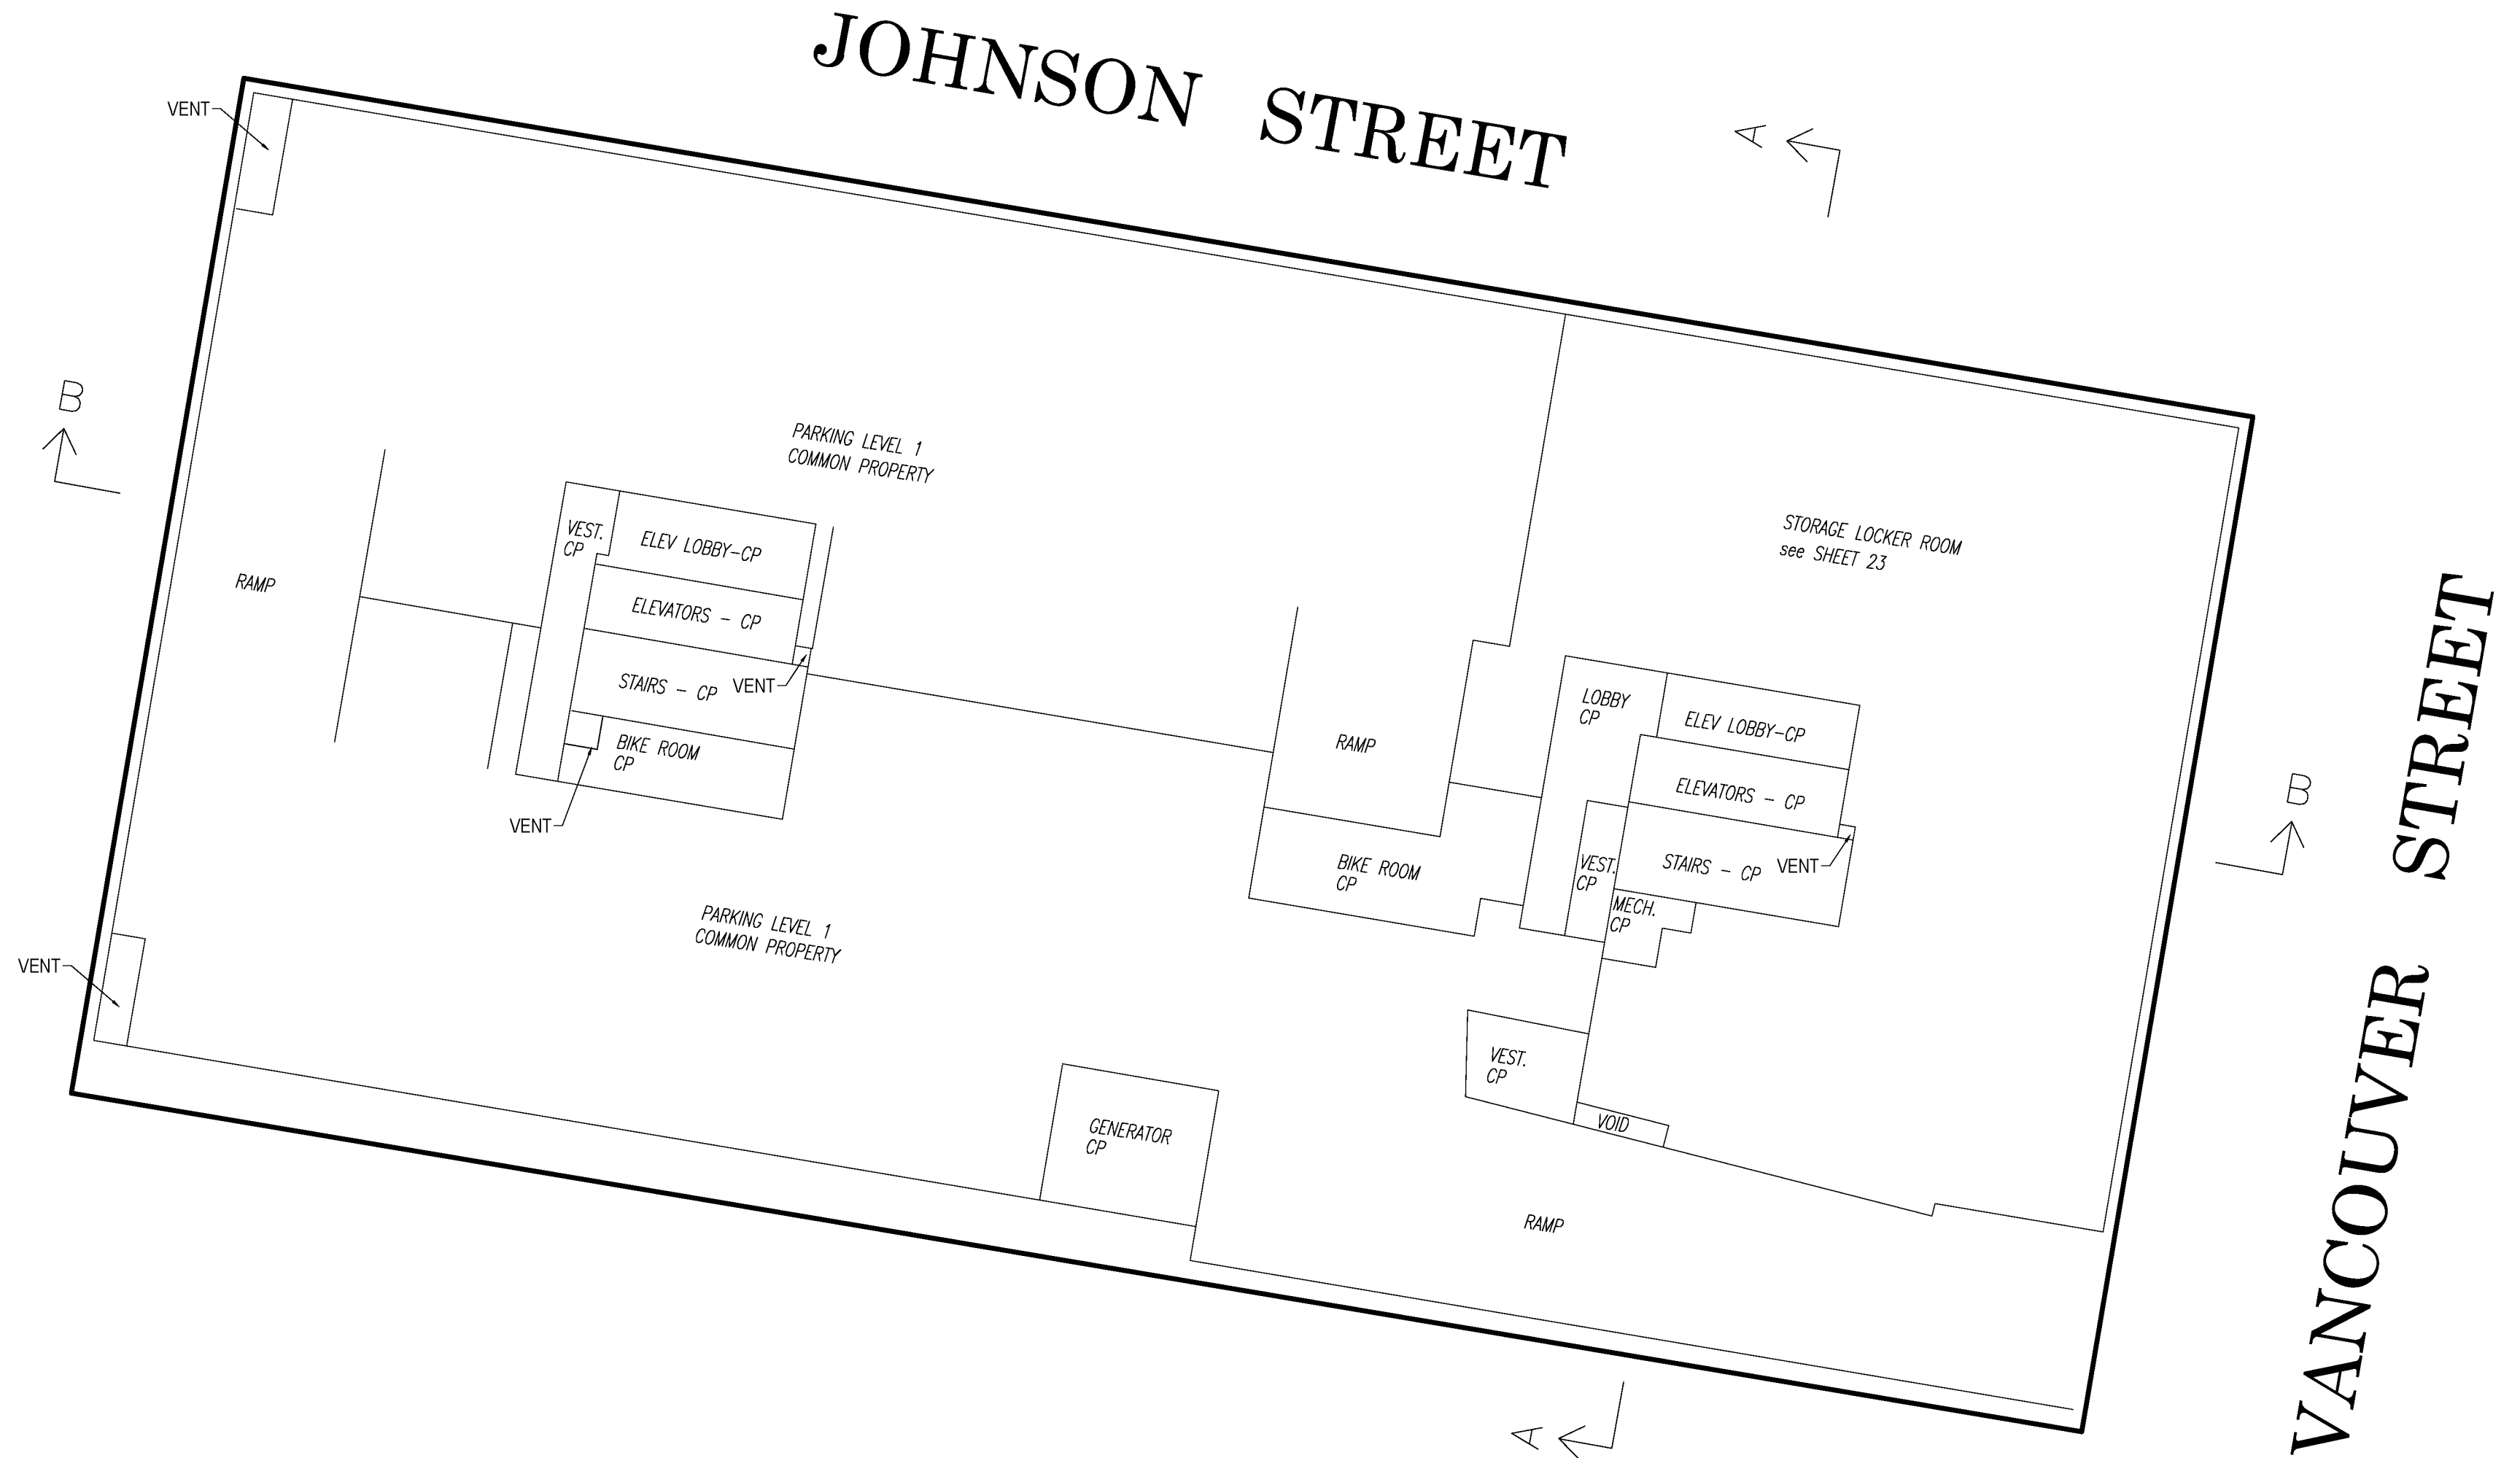 JOHNSON STREET
VENT
A
B
PARKING LEVEL 1
COMMON PROPERTY
VEST.
CP
ELEV LOBBY-CP
STORAGE LOCKER ROOM
see SHEET 23
RAMP
ELEVATORS - CP
STAIRS - CP
VENT
BIKE ROOM
CP
VENT
RAMP
LOBBY
CP
ELEV LOBBY-CP
ELEVATORS - CP
B
VEST.
CP
STAIRS - CP
VENT
BIKE ROOM
CP
MECH.
CP
PARKING LEVEL 1
COMMON PROPERTY
VENT
VEST.
CP
GENERATOR
CP
VOID
RAMP
A
VANCOUVER STREET